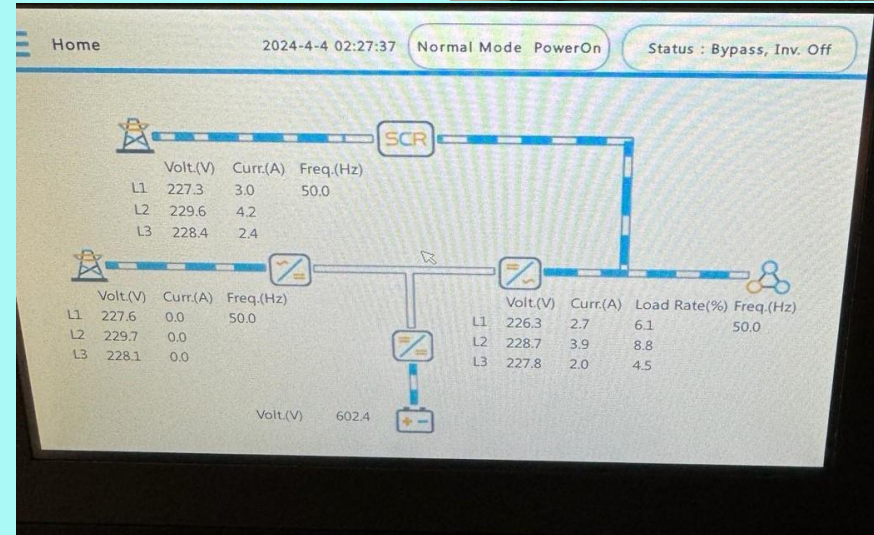 Home 2024-4-4 02:27:37 Normal Mode PowerOn Status : Bypass, Inv. Off
SCR
Volt.(V) Curr.(A) Freq.(Hz)
L1 227.3 3.0 50.0
L2 229.6 4.2
L3 228.4 2.4
Volt.(V) Curr.(A) Freq.(Hz)
L1 227.6 0.0 50.0
L2 229.7 0.0
L3 228.1 0.0
Volt.(V) Curr.(A) Load Rate(%) Freq.(Hz)
L1 226.3 2.7 6.1 50.0
L2 228.7 3.9 8.8
L3 227.8 2.0 4.5
Volt.(V) 602.4